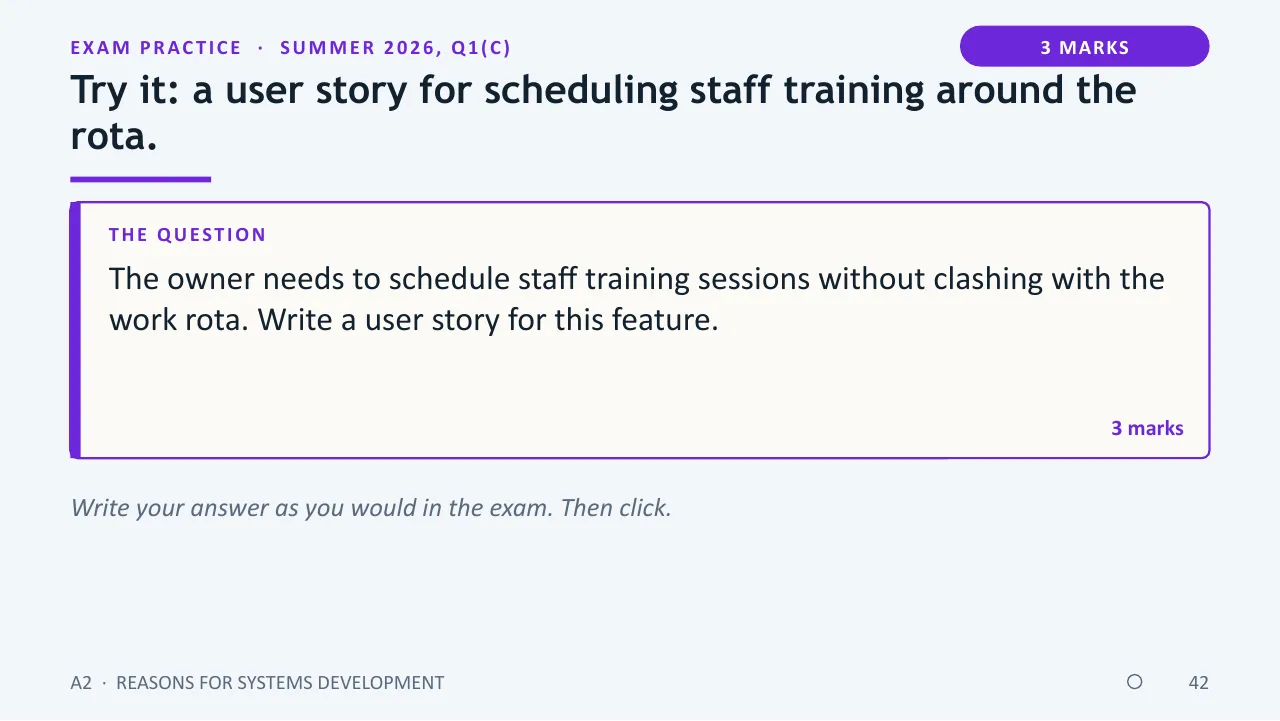 EXAM PRACTICE · SUMMER 2026, Q1(C)
3 MARKS
Try it: a user story for scheduling staff training around the
rota.
THE QUESTION
The owner needs to schedule staff training sessions without clashing with the
work rota. Write a user story for this feature.
3 marks
Write your answer as you would in the exam. Then click.
A2 · REASONS FOR SYSTEMS DEVELOPMENT
42